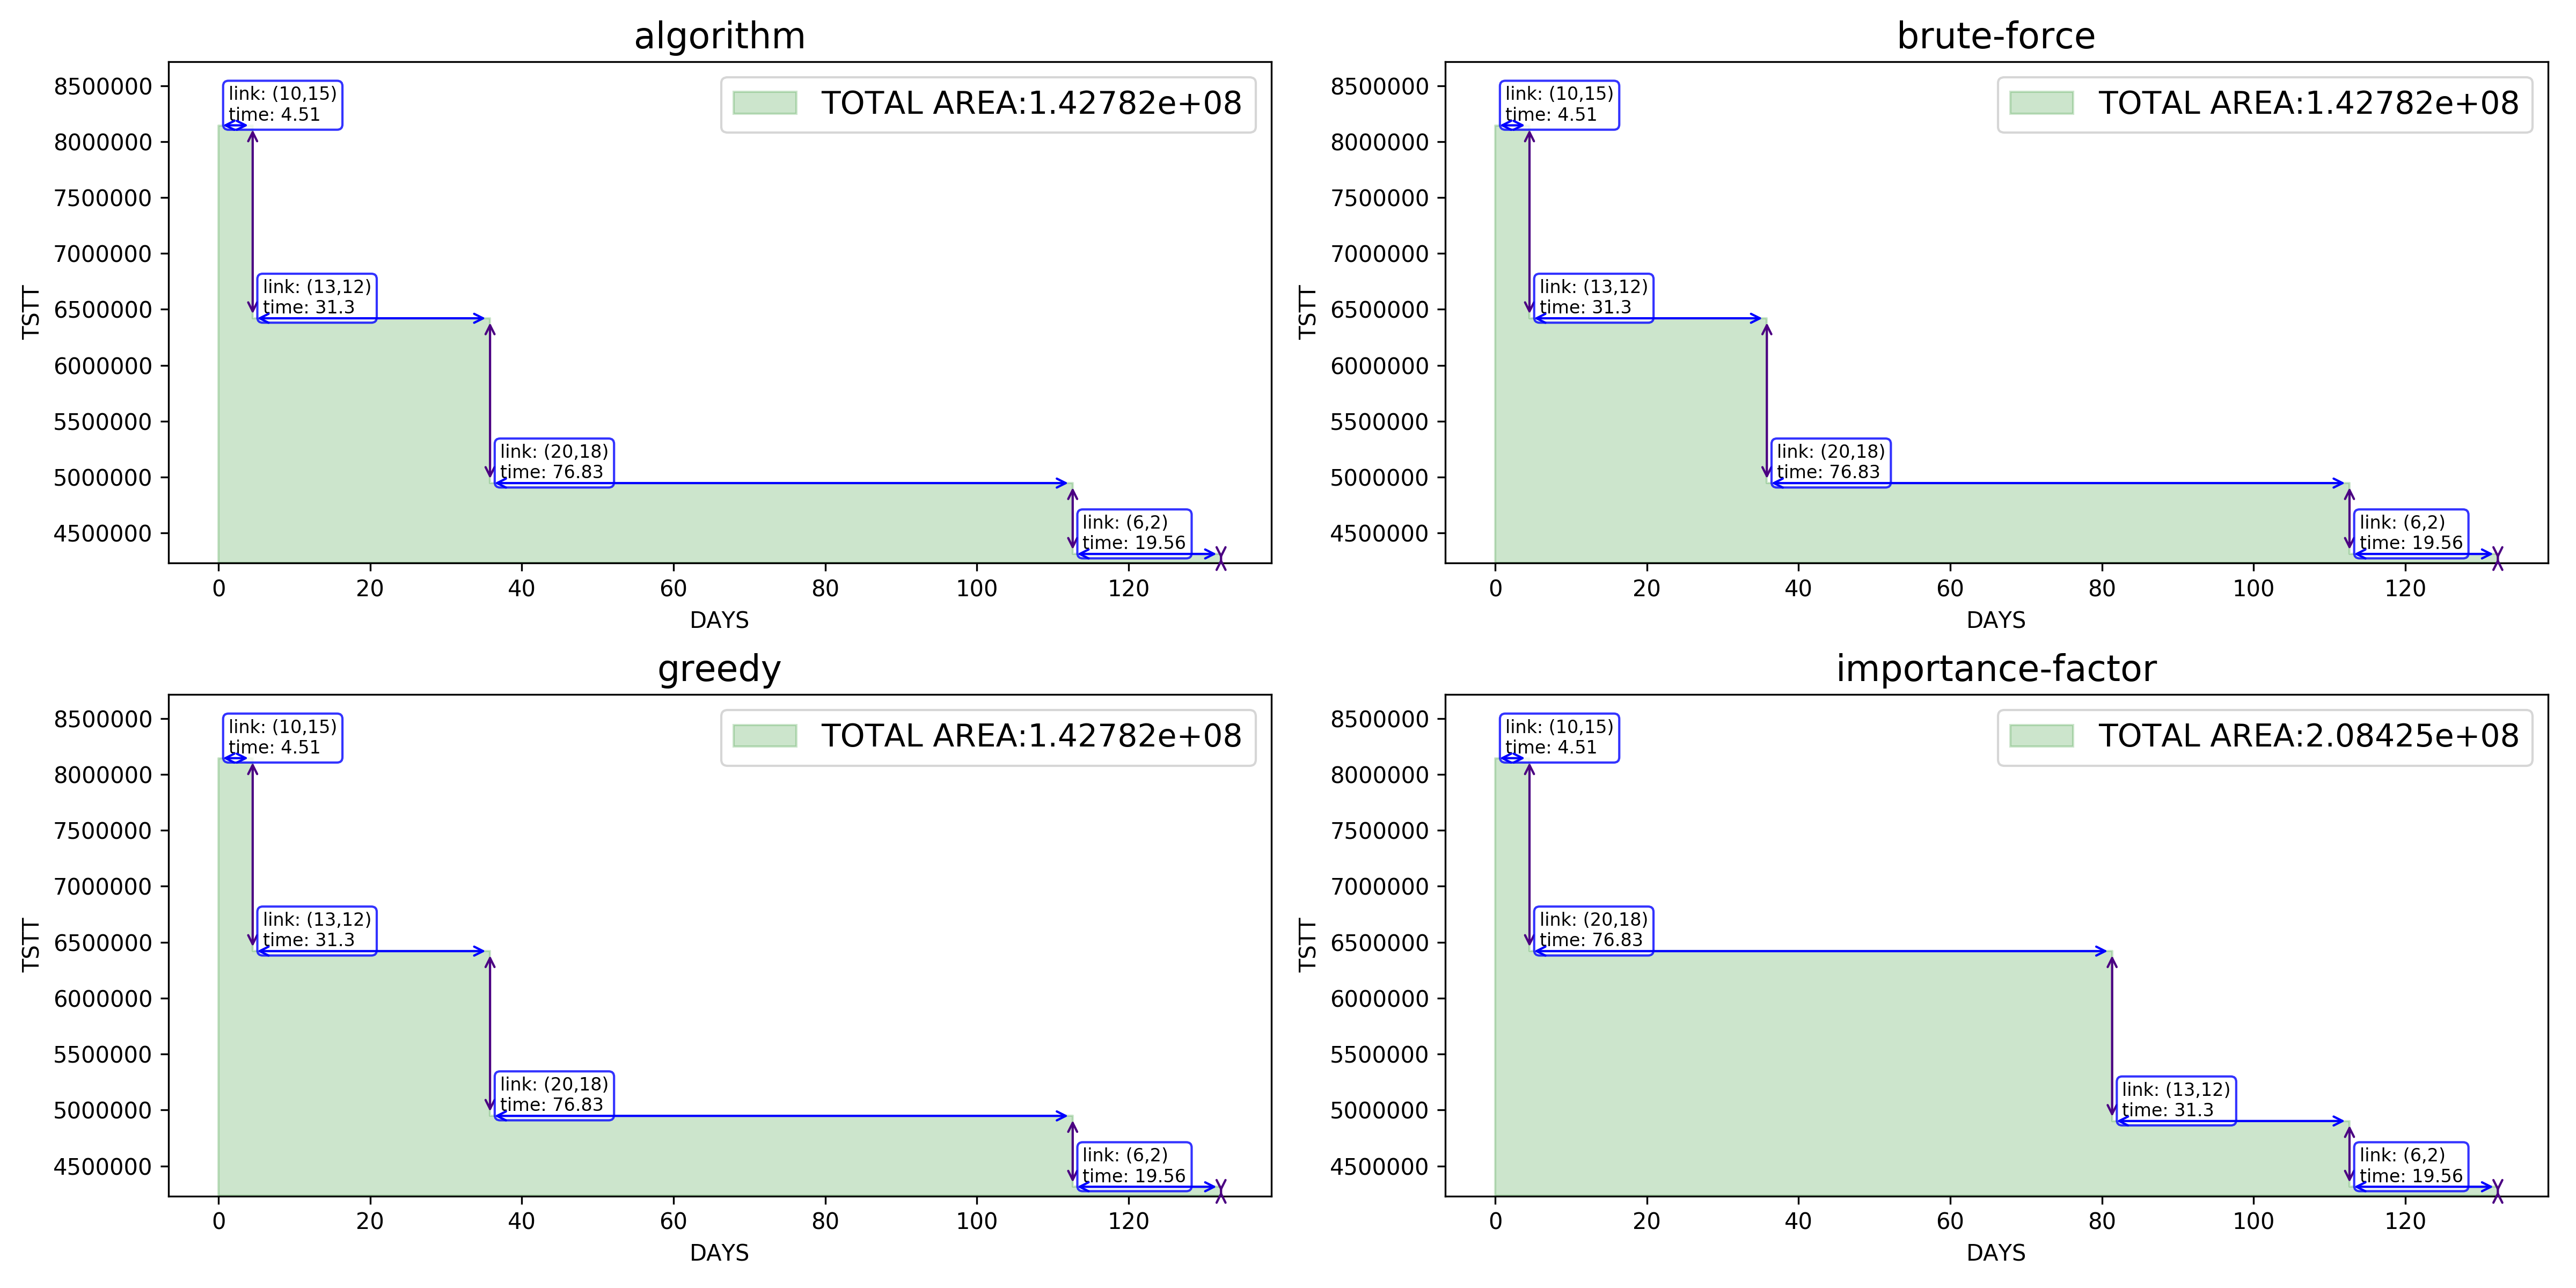 algorithm
TSTT
8500000
8000000
7500000
7000000
6500000
6000000
5500000
5000000
4500000
link: (10,15)
time: 4.51
link: (13,12)
time: 31.3
link: (20,18)
time: 76.83
link: (6,2)
time: 19.56
TOTAL AREA:1.42782e+08
0 20 40 60 80 100 120
DAYS
brute-force
TSTT
8500000
8000000
7500000
7000000
6500000
6000000
5500000
5000000
4500000
link: (10,15)
time: 4.51
link: (13,12)
time: 31.3
link: (20,18)
time: 76.83
link: (6,2)
time: 19.56
TOTAL AREA:1.42782e+08
0 20 40 60 80 100 120
DAYS
greedy
TSTT
8500000
8000000
7500000
7000000
6500000
6000000
5500000
5000000
4500000
link: (10,15)
time: 4.51
link: (13,12)
time: 31.3
link: (20,18)
time: 76.83
link: (6,2)
time: 19.56
TOTAL AREA:1.42782e+08
0 20 40 60 80 100 120
DAYS
importance-factor
TSTT
8500000
8000000
7500000
7000000
6500000
6000000
5500000
5000000
4500000
link: (10,15)
time: 4.51
link: (20,18)
time: 76.83
link: (13,12)
time: 31.3
link: (6,2)
time: 19.56
TOTAL AREA:2.08425e+08
0 20 40 60 80 100 120
DAYS